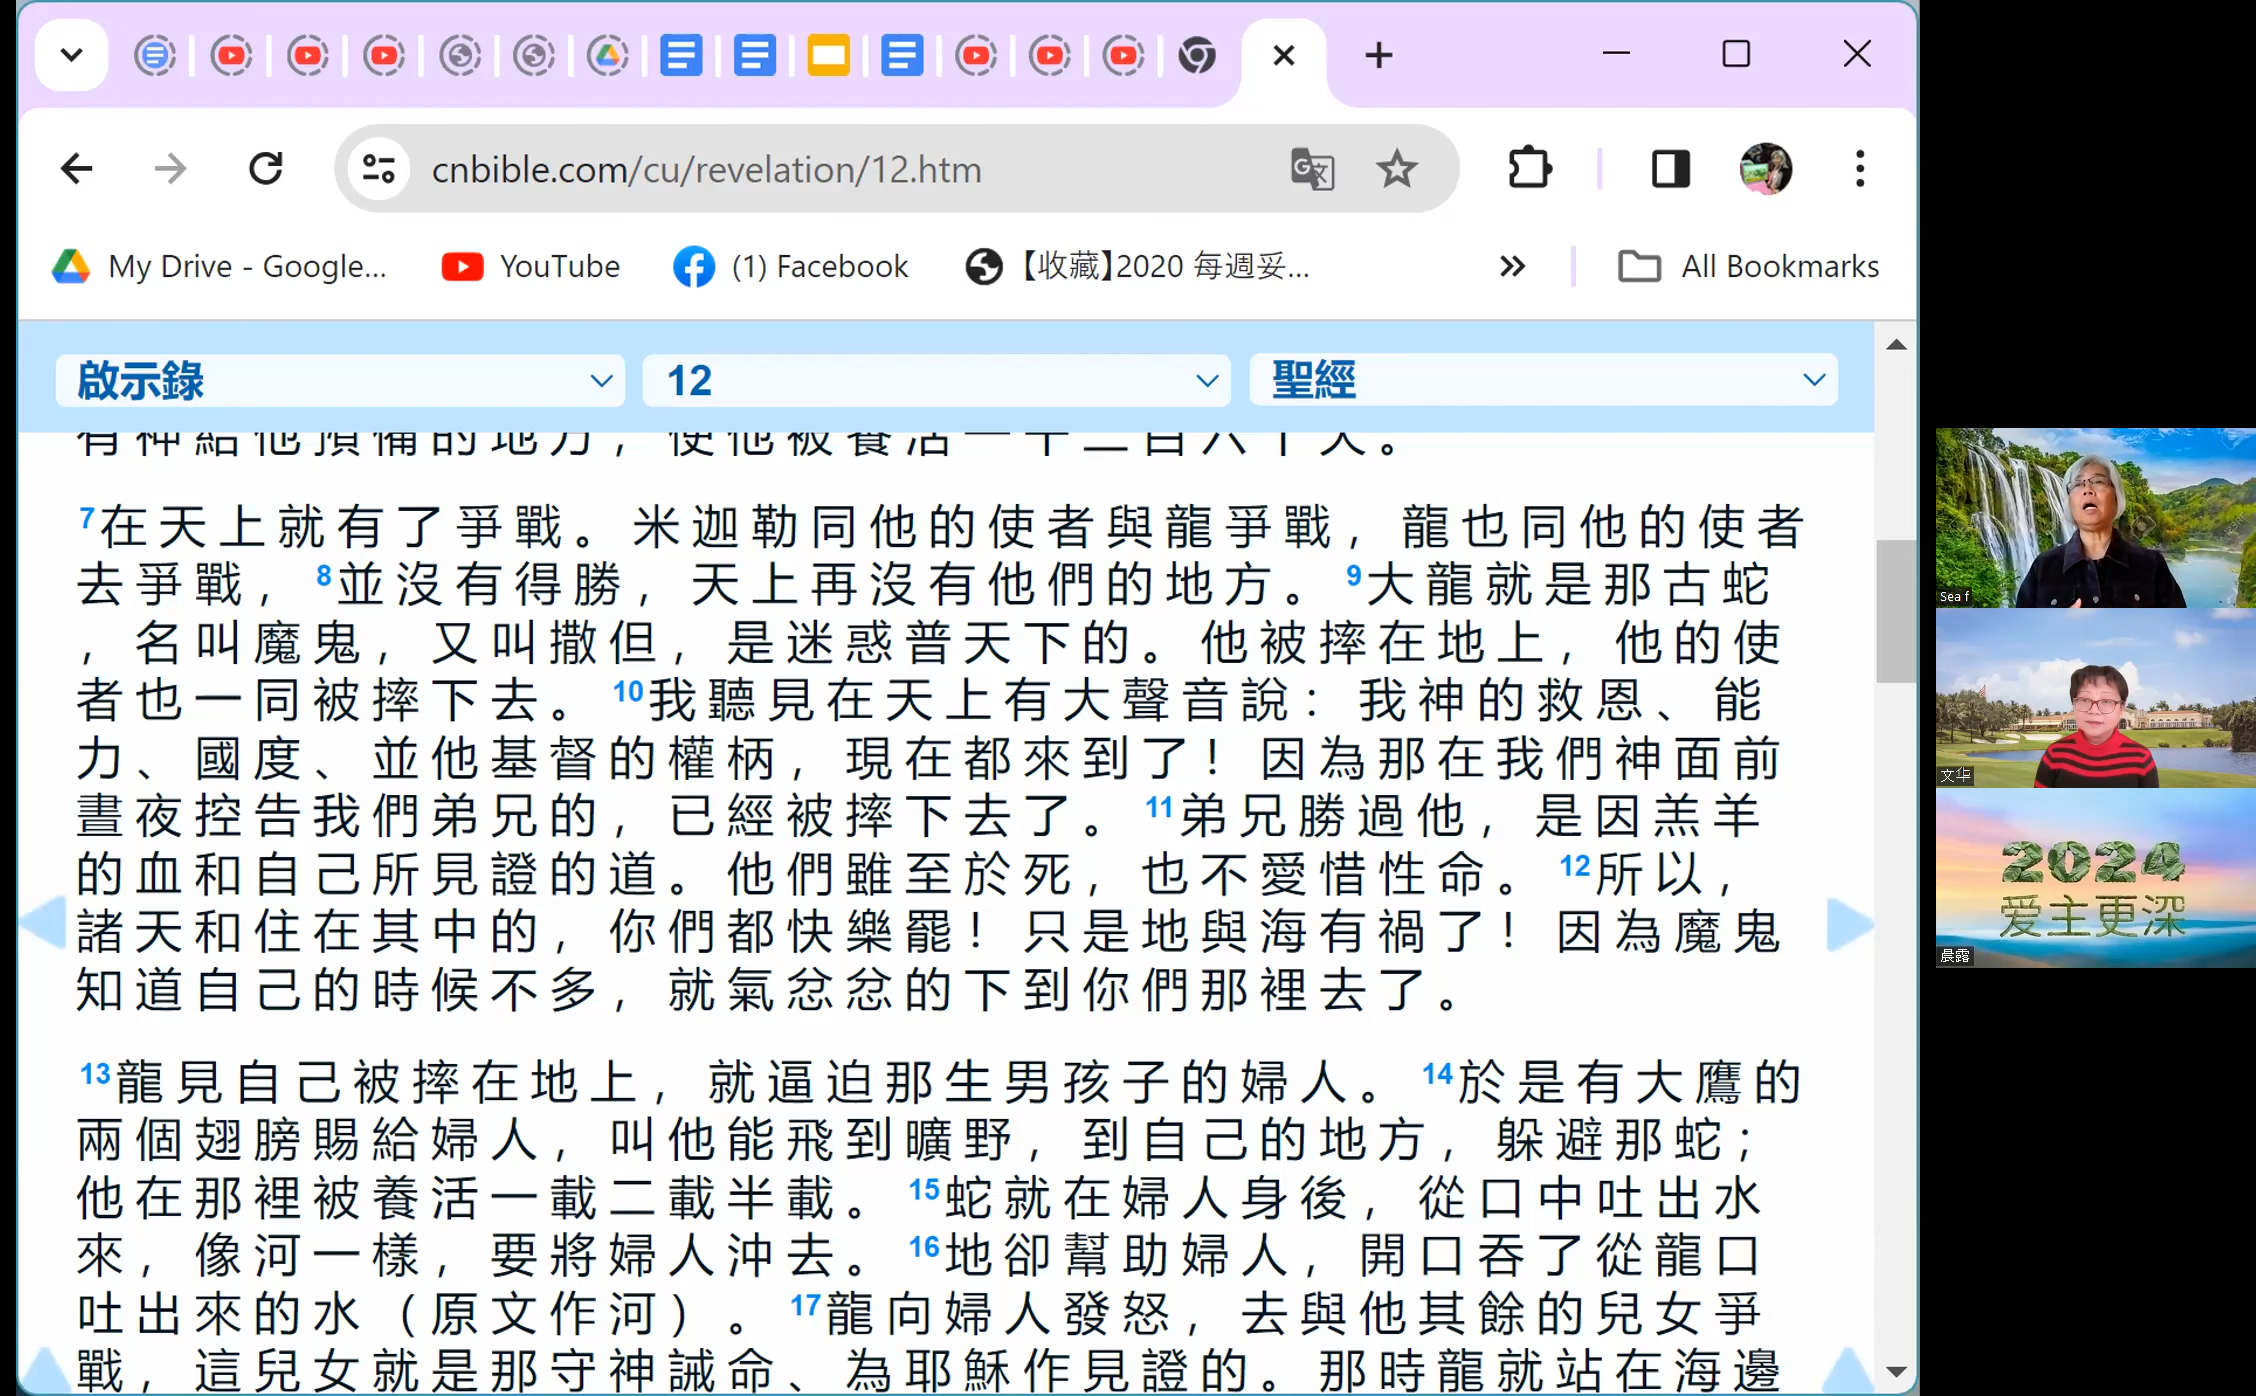 cnbible.com/cu/revelation/12.htm
My Drive - Google...
YouTube
(1) Facebook
【收藏】2020 每週妥...
All Bookmarks
啟示錄
12
聖經
有神給他預備的地方，使他被養活一千二百六十天。
7在天上就有了爭戰。米迦勒同他的使者與龍爭戰，龍也同他的使者
去爭戰，8並沒有得勝，天上再沒有他們的地方。9大龍就是那古蛇
，名叫魔鬼，又叫撒但，是迷惑普天下的。他被摔在地上，他的使
者也一同被摔下去。10我聽見在天上有大聲音說：我神的救恩、能
力、國度、並他基督的權柄，現在都來到了！因為那在我們神面前
晝夜控告我們弟兄的，已經被摔下去了。11弟兄勝過他，是因羔羊
的血和自己所見證的道。他們雖至於死，也不愛惜性命。12所以，
諸天和住在其中的，你們都快樂罷！只是地與海有禍了！因為魔鬼
知道自己的時候不多，就氣忿忿的下到你們那裡去了。
13龍見自己被摔在地上，就逼迫那生男孩子的婦人。14於是有大鷹的
兩個翅膀賜給婦人，叫他能飛到曠野，到自己的地方，躲避那蛇；
他在那裡被養活一載二載半載。15蛇就在婦人身後，從口中吐出水
來，像河一樣，要將婦人沖去。16地卻幫助婦人，開口吞了從龍口
吐出來的水（原文作河）。17龍向婦人發怒，去與他其餘的兒女爭
戰，這兒女就是那守神誡命、為耶穌作見證的。那時龍就站在海邊
Sea f
文华
2024
爱主更深
晨露